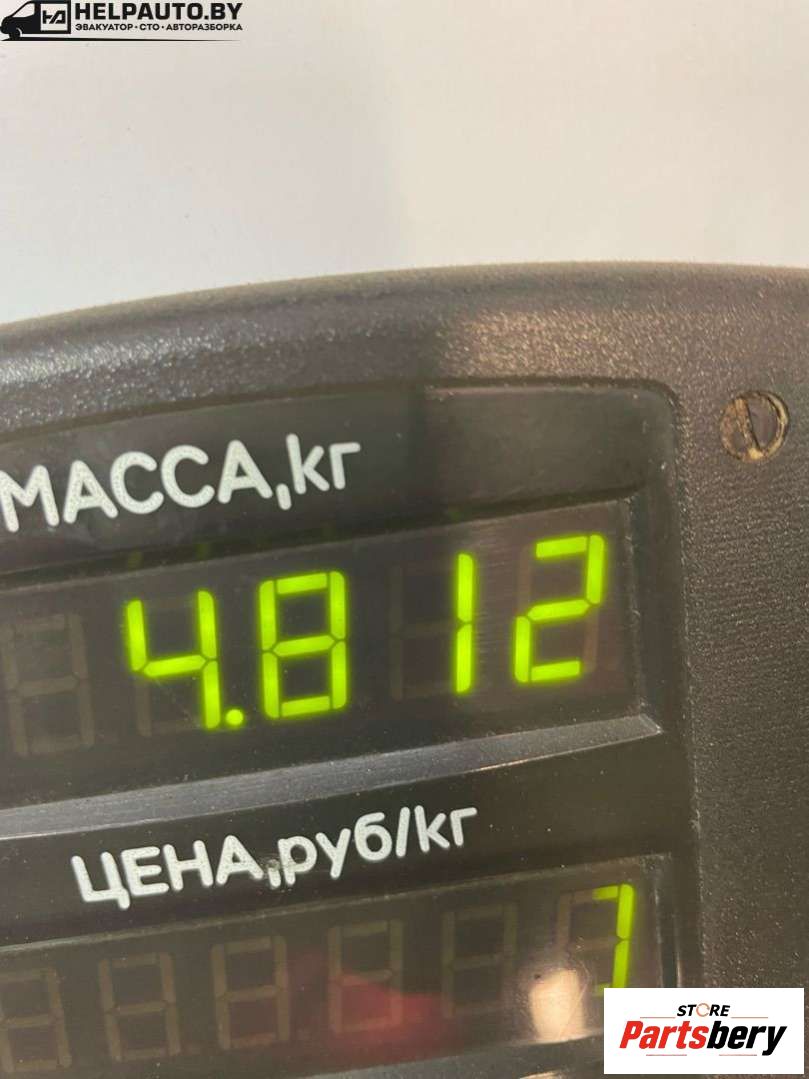 HELPAUTO.BY
ЭВАКУАТОР·СТО·АВТОРАЗБОРКА
МАССА,кг
4.812
ЦЕНА,руб/кг
7
STORE
Partsbery